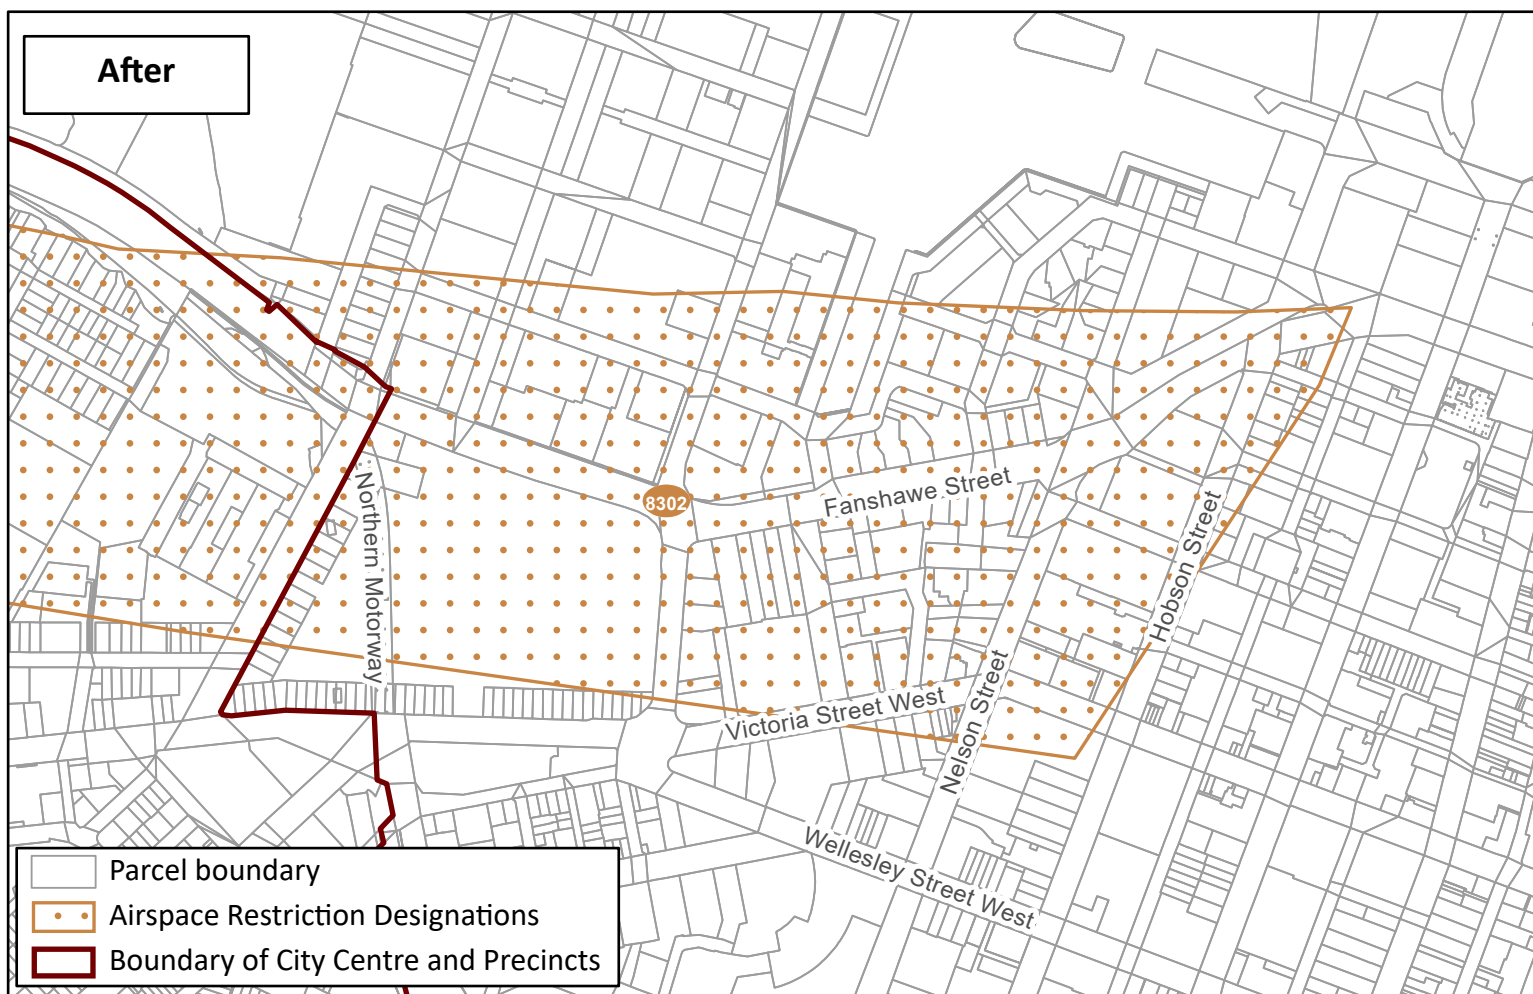 After
8302
Fanshawe Street
Northern Motorway
Hobson Street
Victoria Street West
Nelson Street
Wellesley Street West
Parcel boundary
Airspace Restriction Designations
Boundary of City Centre and Precincts